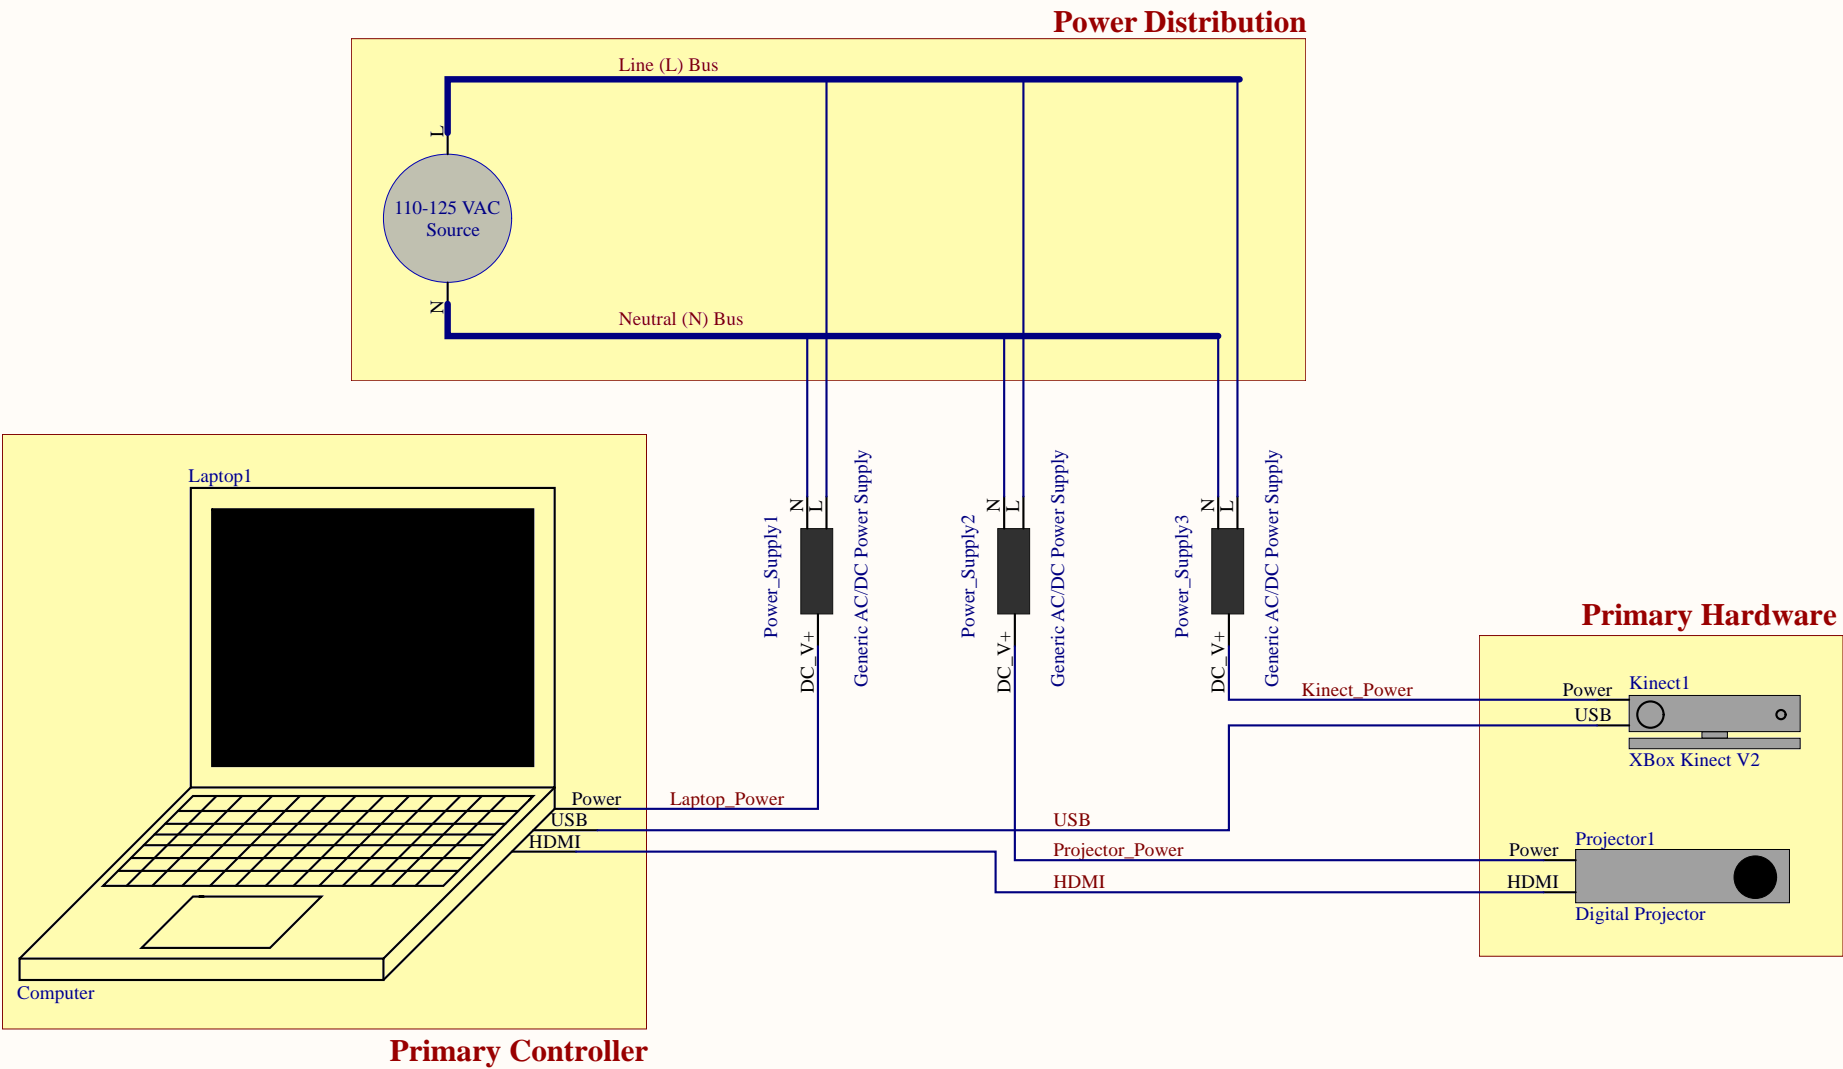 Power Distribution
Line (L) Bus
L
110-125 VAC
Source
N
Neutral (N) Bus
Laptop1
Computer
Primary Controller
Power
USB
HDMI
Laptop_Power
N
L
Power_Supply1
Generic AC/DC Power Supply
DC_V+
N
L
Power_Supply2
Generic AC/DC Power Supply
DC_V+
N
L
Power_Supply3
Generic AC/DC Power Supply
DC_V+
Kinect_Power
USB
Projector_Power
HDMI
Primary Hardware
Power
USB
Kinect1
XBox Kinect V2
Projector1
Power
HDMI
Digital Projector